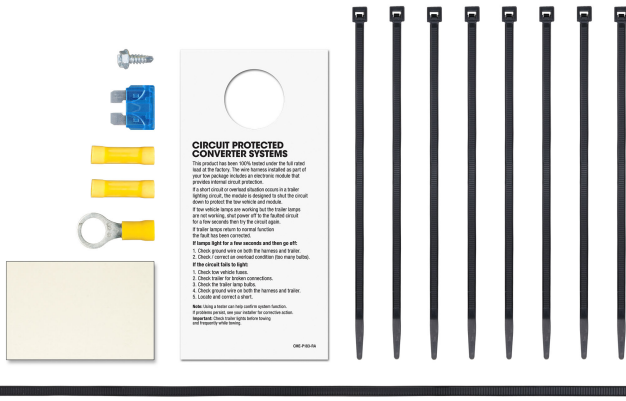 CIRCUIT PROTECTED
CONVERTER SYSTEMS
This product has been 100% tested under the full rated
load at the factory. The wire harness installed as part of
your tow package includes an electronic module that
provides internal circuit protection.
If a short circuit or overload situation occurs in a trailer
lighting circuit, the module is designed to shut the circuit
down to protect the tow vehicle and module.
If tow vehicle lamps are working but the trailer lamps
are not working, shut power off to the faulted circuit
for a few seconds then try the circuit again.
If trailer lamps return to normal function
the fault has been corrected.
If lamps light for a few seconds and then go off:
1. Check ground wire on both the harness and trailer.
2. Check / correct an overload condition (too many bulbs).
If the circuit fails to light:
1. Check tow vehicle fuses.
2. Check trailer for broken connections.
3. Check the trailer lamp bulbs.
4. Check ground wire on both the harness and trailer.
5. Locate and correct a short.
Note: Using a tester can help confirm system function.
If problems persist, see your installer for corrective action.
Important: Check trailer lights before towing
and frequently while towing.